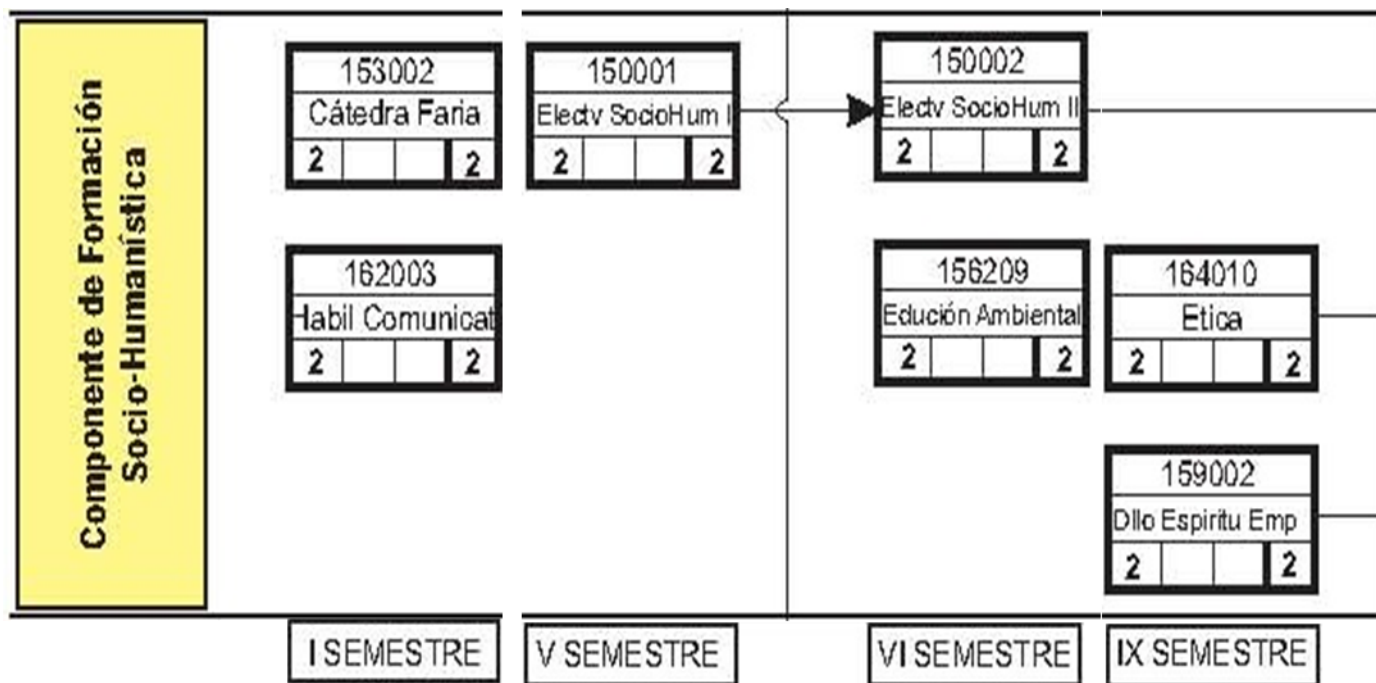 Componente de Formación
Socio-Humanística
153002
Cátedra Faria
2 2
162003
Habil Comunicat
2 2
I SEMESTRE
150001
Electv SocioHum I
2 2
V SEMESTRE
150002
Electv SocioHum II
2 2
156209
Edución Ambiental
2 2
VI SEMESTRE
164010
Etica
2 2
159002
Dllo Espiritu Emp
2 2
IX SEMESTRE